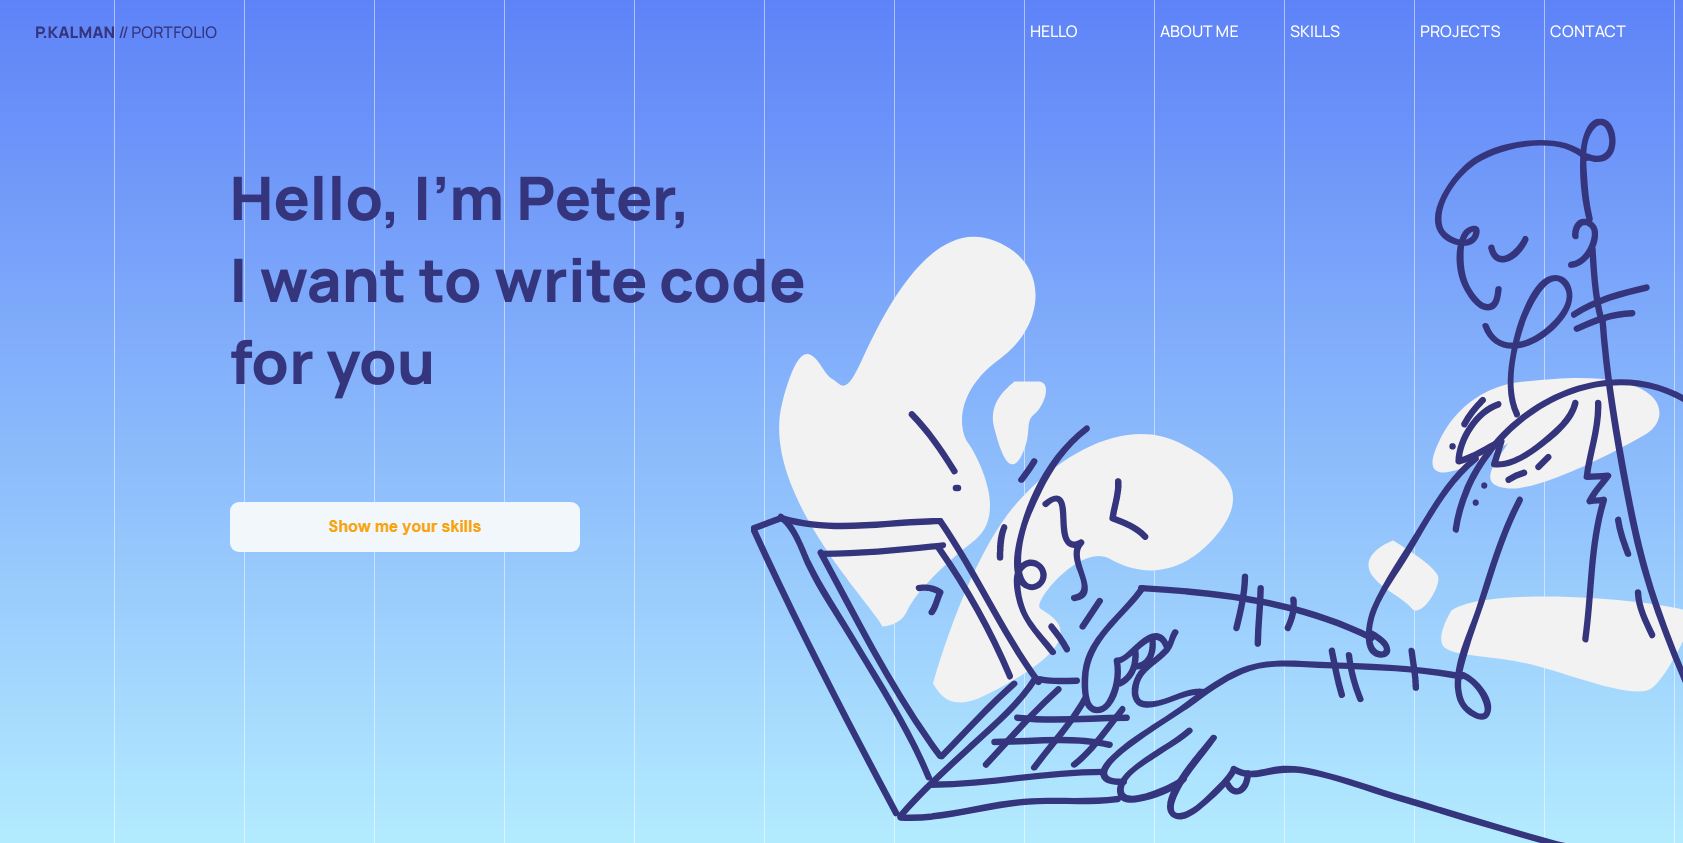 P.KALMAN // PORTFOLIO
HELLO
ABOUT ME
SKILLS
PROJECTS
CONTACT
Hello, I’m Peter,
I want to write code
for you
Show me your skills